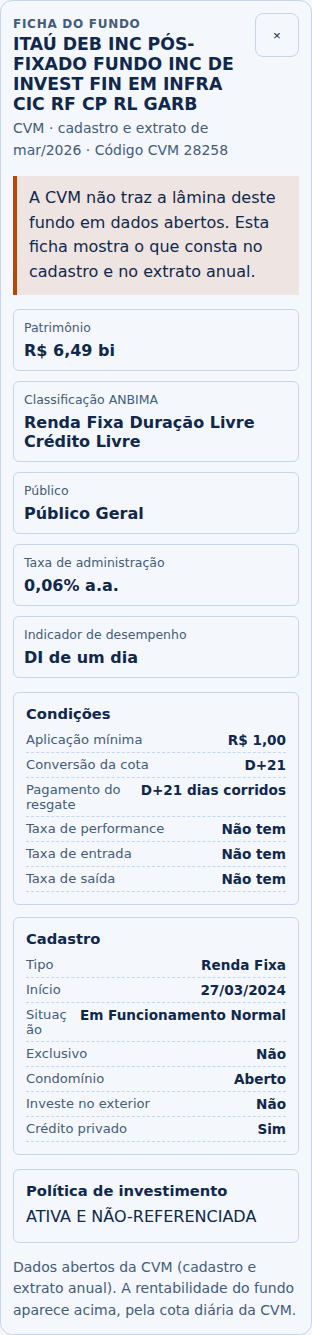 FICHA DO FUNDO
×
ITAÚ DEB INC PÓS-
FIXADO FUNDO INC DE
INVEST FIN EM INFRA
CIC RF CP RL GARB
CVM · cadastro e extrato de
mar/2026 · Código CVM 28258
A CVM não traz a lâmina deste
fundo em dados abertos. Esta
ficha mostra o que consta no
cadastro e no extrato anual.
Patrimônio
R$ 6,49 bi
Classificação ANBIMA
Renda Fixa Duração Livre
Crédito Livre
Público
Público Geral
Taxa de administração
0,06% a.a.
Indicador de desempenho
DI de um dia
Condições
Aplicação mínima R$ 1,00
Conversão da cota D+21
Pagamento do D+21 dias corridos
resgate
Taxa de performance Não tem
Taxa de entrada Não tem
Taxa de saída Não tem
Cadastro
Tipo Renda Fixa
Início 27/03/2024
Situaç Em Funcionamento Normal
ão
Exclusivo Não
Condomínio Aberto
Investe no exterior Não
Crédito privado Sim
Política de investimento
ATIVA E NÃO-REFERENCIADA
Dados abertos da CVM (cadastro e
extrato anual). A rentabilidade do fundo
aparece acima, pela cota diária da CVM.